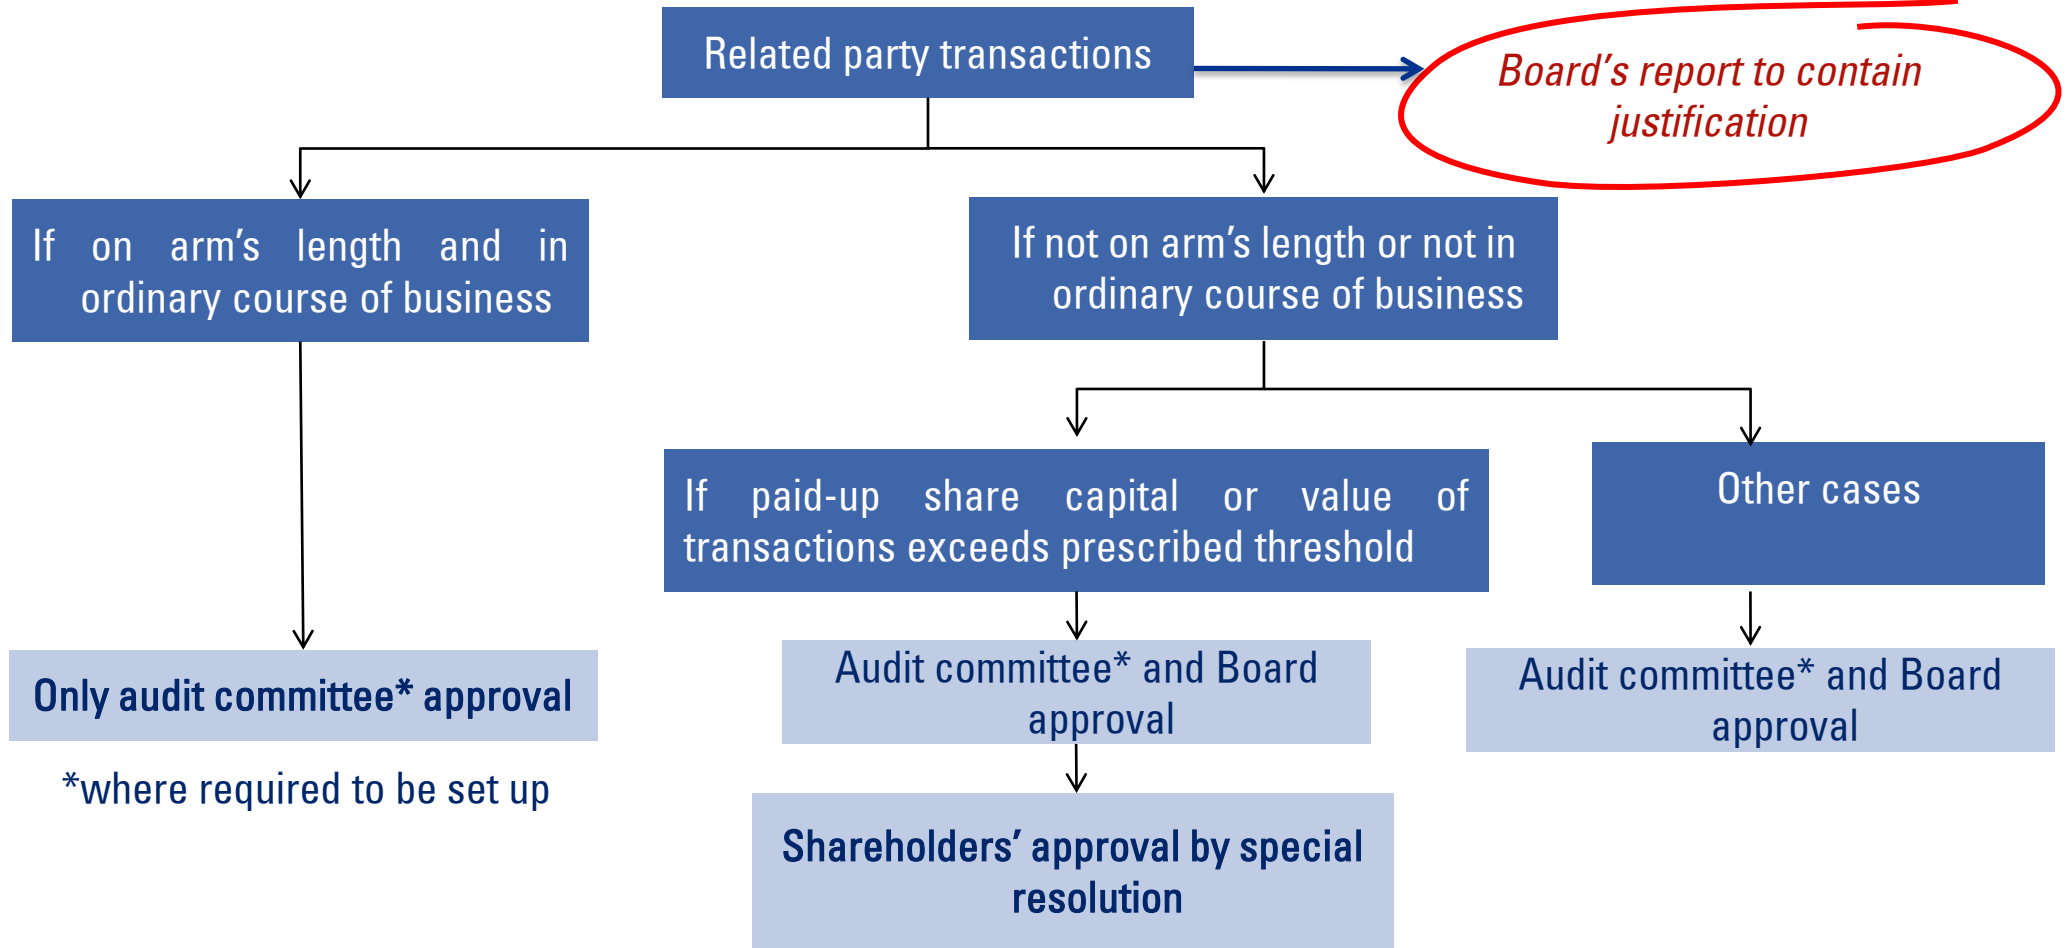 Related party transactions
Board’s report to contain
justification
If on arm’s length and in
ordinary course of business
If not on arm’s length or not in
ordinary course of business
If paid-up share capital or value of
transactions exceeds prescribed threshold
Other cases
Only audit committee* approval
Audit committee* and Board
approval
Audit committee* and Board
approval
*where required to be set up
Shareholders’ approval by special
resolution